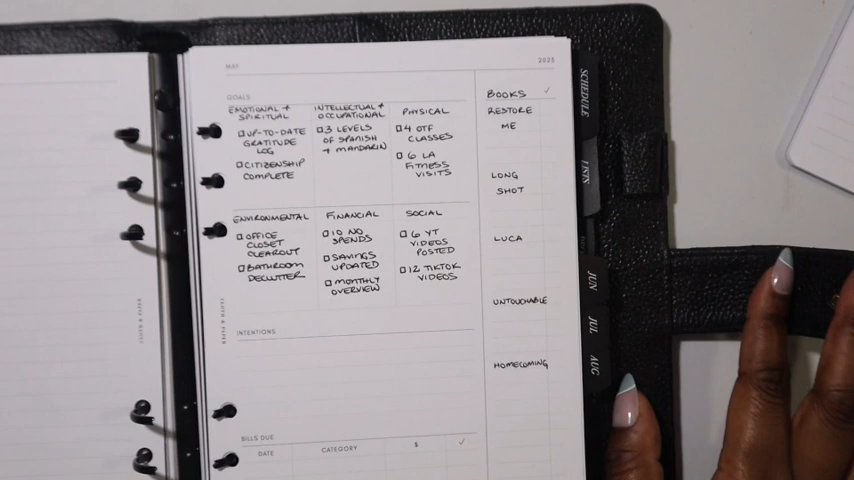 MAY
2025
GOALS
EMOTIONAL +
SPIRITUAL
UP-TO-DATE
GRATITUDE
LOG
CITIZENSHIP
COMPLETE
INTELLECTUAL +
OCCUPATIONAL
3 LEVELS
OF SPANISH
+ MANDARIN
PHYSICAL
4 OTF
CLASSES
6 LA
FITNESS
VISITS
ENVIRONMENTAL
OFFICE
CLOSET
CLEAROUT
BATHROOM
DECLUTTER
FINANCIAL
10 NO
SPENDS
SAVINGS
UPDATED
MONTHLY
OVERVIEW
SOCIAL
6 YT
VIDEOS
POSTED
12 TIKTOK
VIDEOS
INTENTIONS
BILLS DUE
DATE
CATEGORY
$
✓
BOOKS
✓
RESTORE
ME
LONG
SHOT
LUCA
UNTOUCHABLE
HOMECOMING
SCHEDULE
LISTS
JUN
JUL
AUG
CLOTH & PAPER